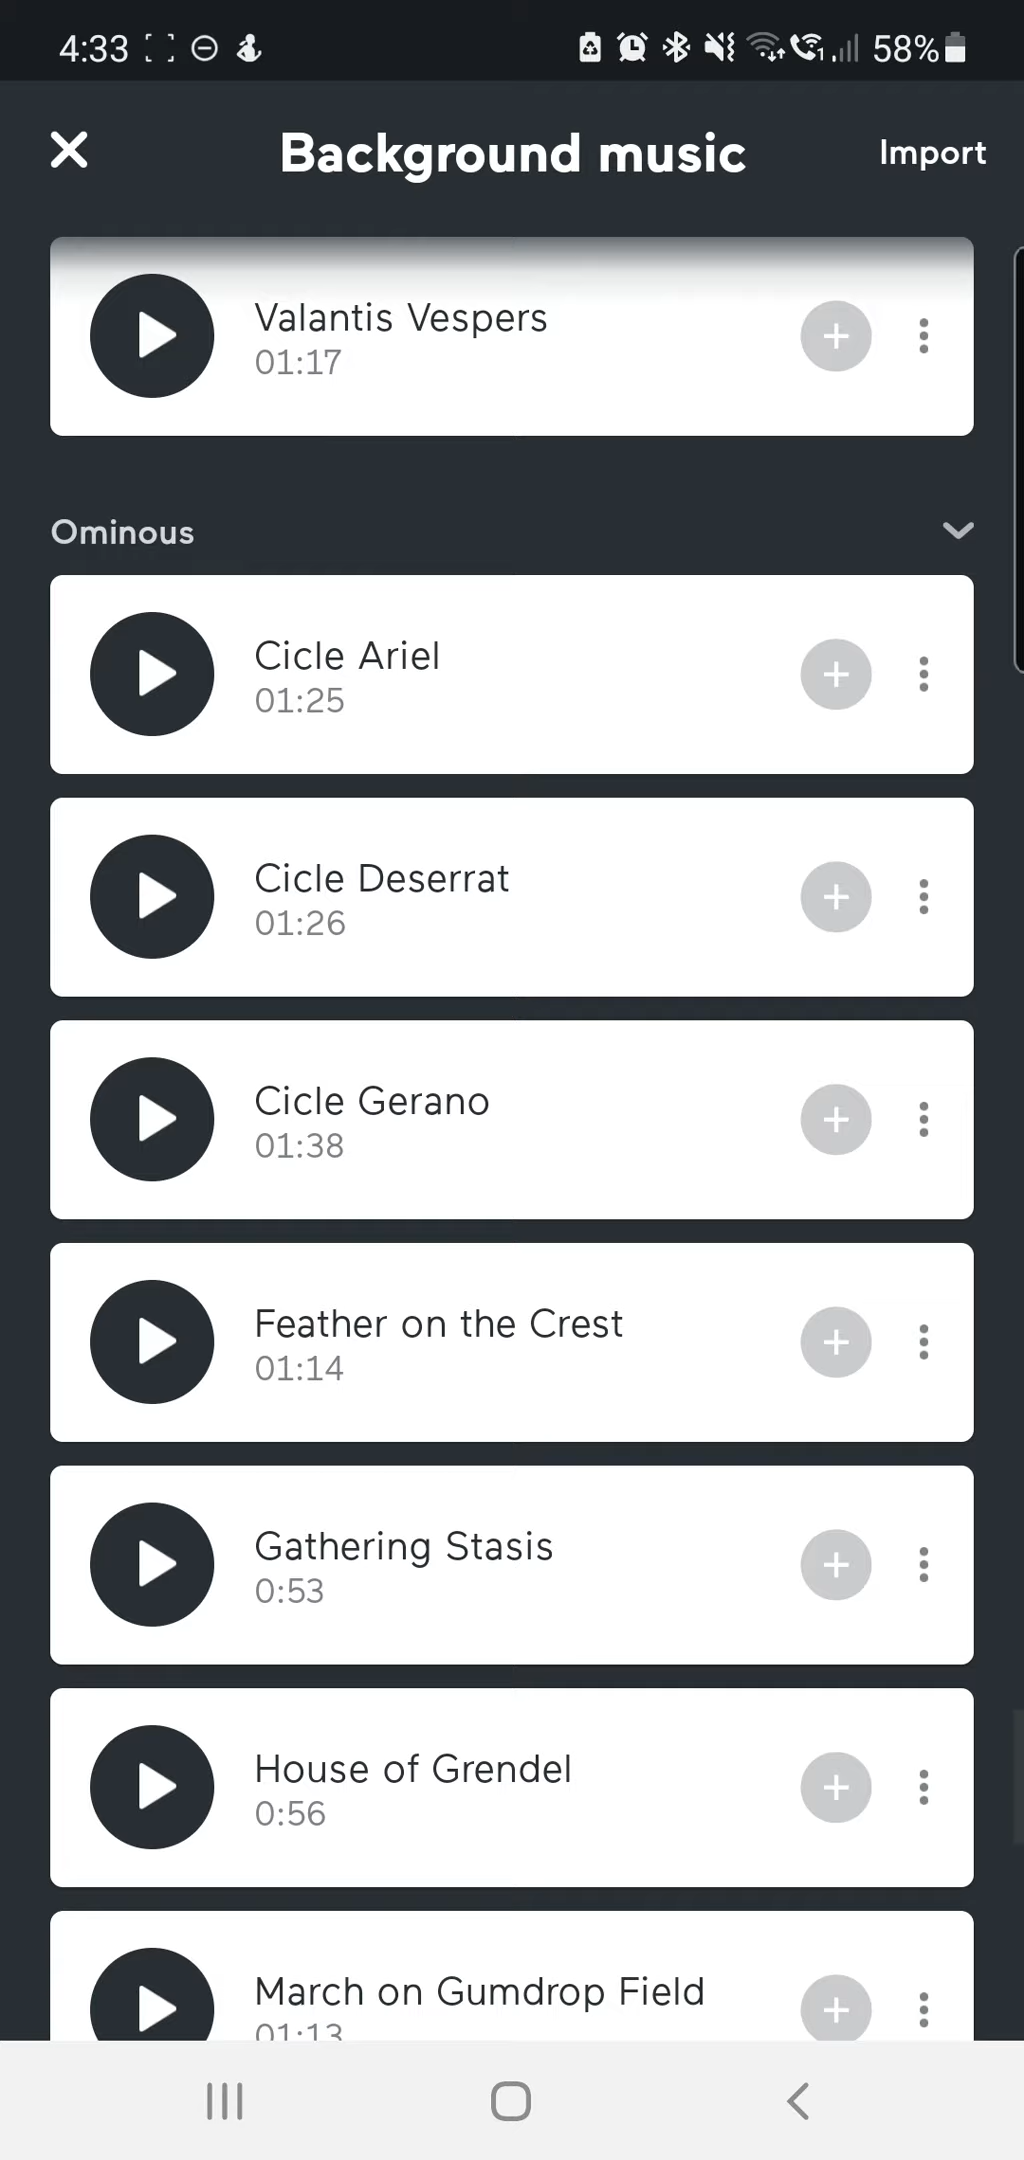 4:33
58%
Background music
Import
Valantis Vespers
01:17
Ominous
Cicle Ariel
01:25
Cicle Deserrat
01:26
Cicle Gerano
01:38
Feather on the Crest
01:14
Gathering Stasis
0:53
House of Grendel
0:56
March on Gumdrop Field
01:13